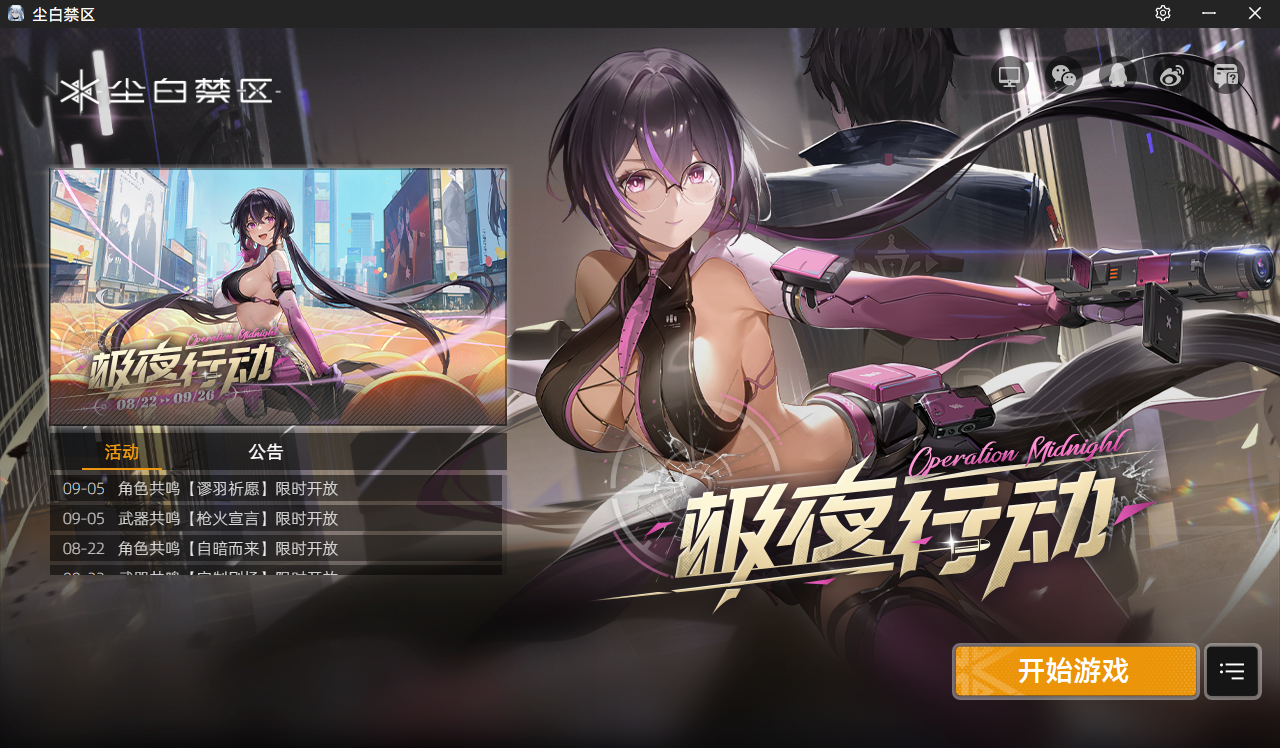 尘白禁区
尘白禁区
Operation Midnight
极夜行动
08/22 09/26
活动 公告
09-05 角色共鸣【谬羽祈愿】限时开放
09-05 武器共鸣【枪火宣言】限时开放
08-22 角色共鸣【自暗而来】限时开放
Operation Midnight
极夜行动
开始游戏